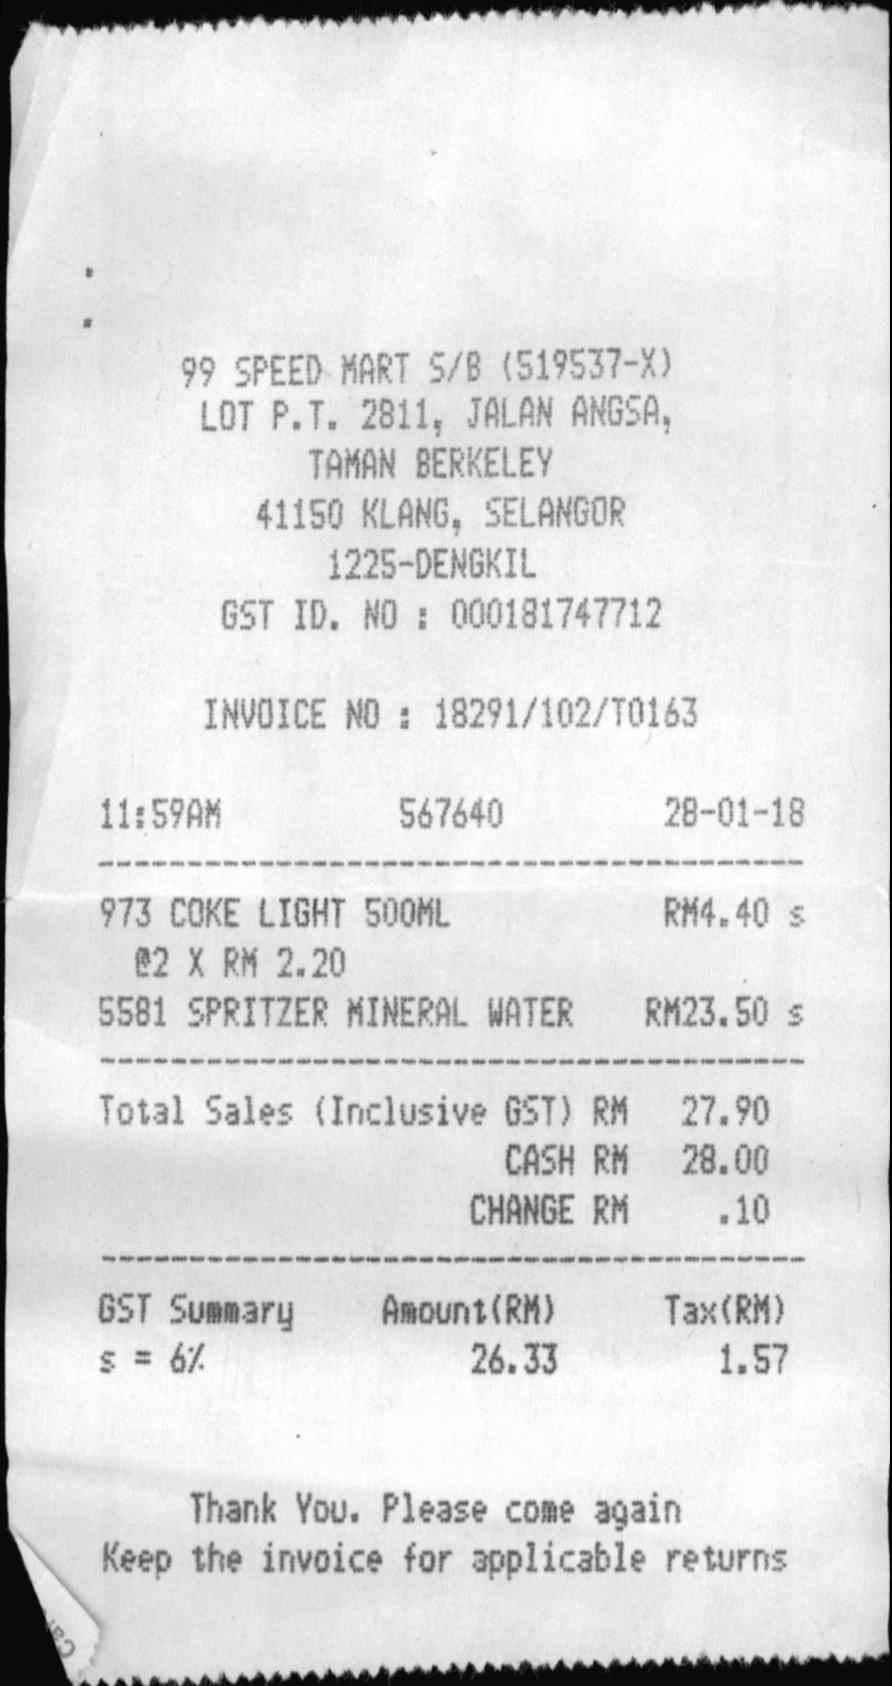 99 SPEED MART S/B (519537-X)
LOT P.T. 2811, JALAN ANGSA,
TAMAN BERKELEY
41150 KLANG, SELANGOR
1225-DENGKIL
GST ID. NO : 000181747712
INVOICE NO : 18291/102/T0163
11:59AM 567640 28-01-18
973 COKE LIGHT 500ML RM4.40 s
@2 X RM 2.20
5581 SPRITZER MINERAL WATER RM23.50 s
Total Sales (Inclusive GST) RM 27.90
CASH RM 28.00
CHANGE RM .10
GST Summary Amount(RM) Tax(RM)
s = 6% 26.33 1.57
Thank You. Please come again
Keep the invoice for applicable returns